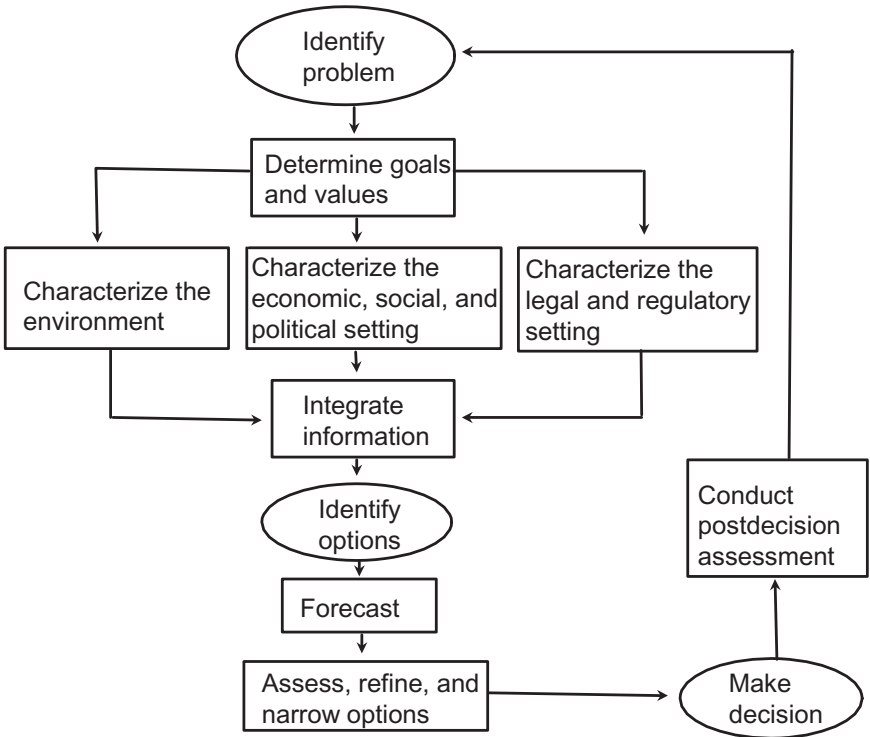 Identify
problem
Determine goals
and values
Characterize the
environment
Characterize the
economic, social, and
political setting
Characterize the
legal and regulatory
setting
Integrate
information
Identify
options
Forecast
Assess, refine, and
narrow options
Make
decision
Conduct
postdecision
assessment